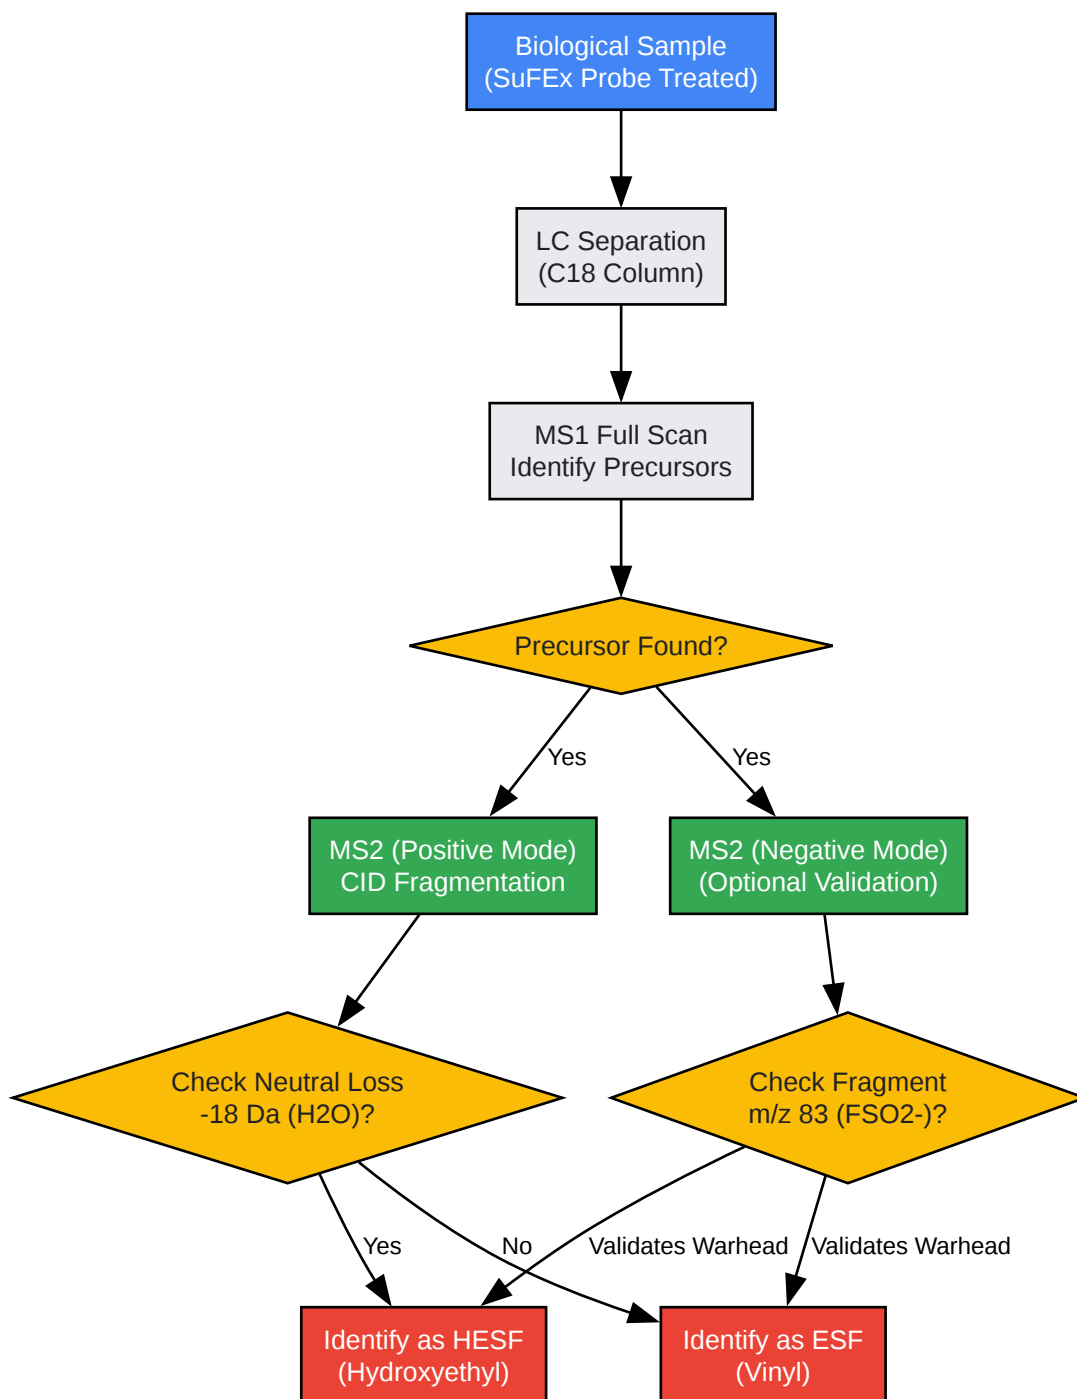 Biological Sample
(SuFEx Probe Treated)
LC Separation
(C18 Column)
MS1 Full Scan
Identify Precursors
Precursor Found?
Yes
Yes
MS2 (Positive Mode)
CID Fragmentation
MS2 (Negative Mode)
(Optional Validation)
Check Neutral Loss
-18 Da (H2O)?
Check Fragment
m/z 83 (FSO2-)?
Yes
No
Validates Warhead
Validates Warhead
Identify as HESF
(Hydroxyethyl)
Identify as ESF
(Vinyl)